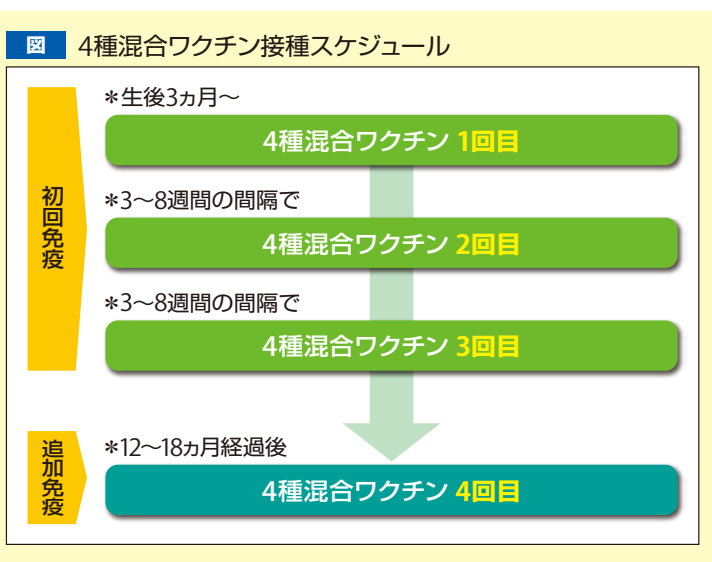 図 4種混合ワクチン接種スケジュール
初回免疫
*生後3ヵ月～
4種混合ワクチン 1回目
*3～8週間の間隔で
4種混合ワクチン 2回目
*3～8週間の間隔で
4種混合ワクチン 3回目
追加免疫
*12～18ヵ月経過後
4種混合ワクチン 4回目